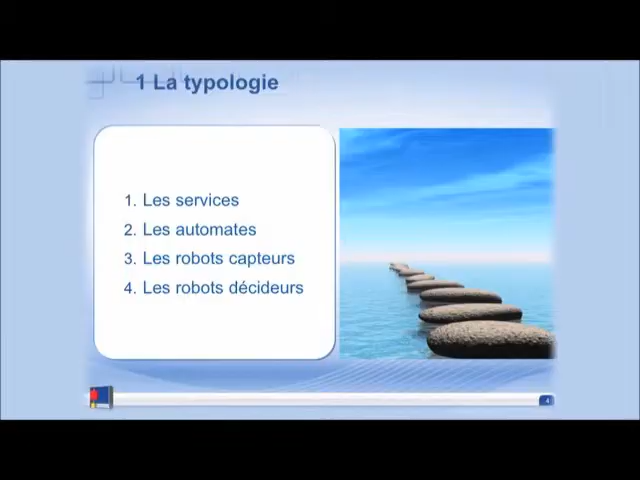 1 La typologie
1. Les services
2. Les automates
3. Les robots capteurs
4. Les robots décideurs
4